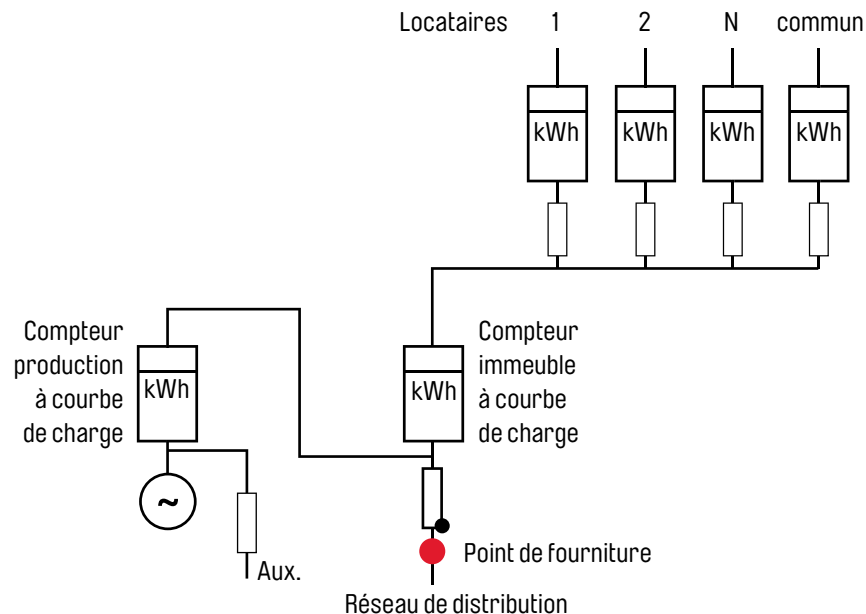 Locataires 1 2 N commun
kWh kWh kWh kWh
Compteur
production
à courbe
de charge
kWh
kWh
Compteur
immeuble
à courbe
de charge
~
Aux.
Point de fourniture
Réseau de distribution